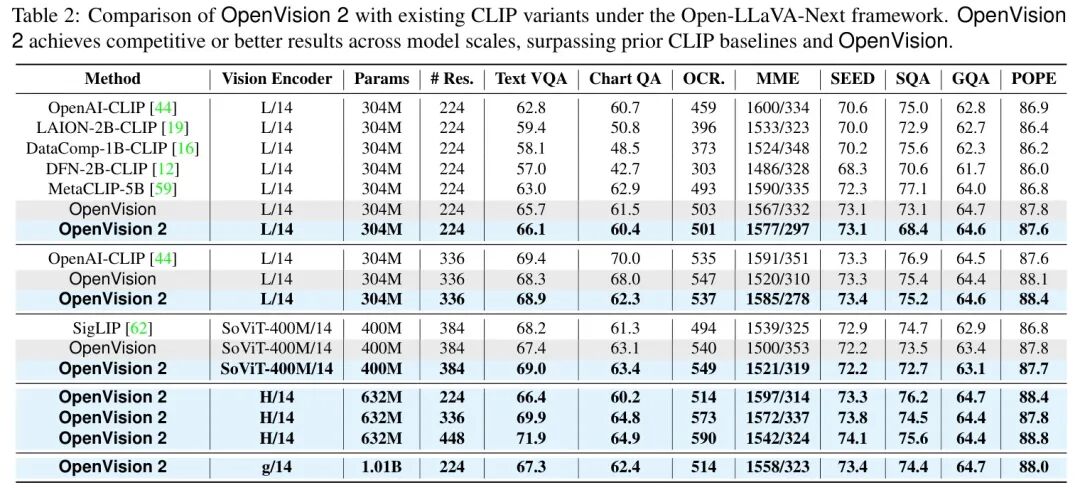 Table 2: Comparison of OpenVision 2 with existing CLIP variants under the Open-LLaVA-Next framework. OpenVision
2 achieves competitive or better results across model scales, surpassing prior CLIP baselines and OpenVision.
Method Vision Encoder Params # Res. Text VQA Chart QA OCR. MME SEED SQA GQA POPE
OpenAI-CLIP [44] L/14 304M 224 62.8 60.7 459 1600/334 70.6 75.0 62.8 86.9
LAION-2B-CLIP [19] L/14 304M 224 59.4 50.8 396 1533/323 70.0 72.9 62.7 86.4
DataComp-1B-CLIP [16] L/14 304M 224 58.1 48.5 373 1524/348 70.2 75.6 62.3 86.2
DFN-2B-CLIP [12] L/14 304M 224 57.0 42.7 303 1486/328 68.3 70.6 61.7 86.0
MetaCLIP-5B [59] L/14 304M 224 63.0 62.9 493 1590/335 72.3 77.1 64.0 86.8
OpenVision L/14 304M 224 65.7 61.5 503 1567/332 73.1 73.1 64.7 87.8
OpenVision 2 L/14 304M 224 66.1 60.4 501 1577/297 73.1 68.4 64.6 87.6
OpenAI-CLIP [44] L/14 304M 336 69.4 70.0 535 1591/351 73.3 76.9 64.5 87.6
OpenVision L/14 304M 336 68.3 68.0 547 1520/310 73.3 75.4 64.4 88.1
OpenVision 2 L/14 304M 336 68.9 62.3 537 1585/278 73.4 75.2 64.6 88.4
SigLIP [62] SoViT-400M/14 400M 384 68.2 61.3 494 1539/325 72.9 74.7 62.9 86.8
OpenVision SoViT-400M/14 400M 384 67.4 63.1 540 1500/353 72.2 73.5 63.4 87.8
OpenVision 2 SoViT-400M/14 400M 384 69.0 63.4 549 1521/319 72.2 72.7 63.1 87.7
OpenVision 2 H/14 632M 224 66.4 60.2 514 1597/314 73.3 76.2 64.7 88.4
OpenVision 2 H/14 632M 336 69.9 64.8 573 1572/337 73.8 74.5 64.4 87.8
OpenVision 2 H/14 632M 448 71.9 64.9 590 1542/324 74.1 75.6 64.4 88.8
OpenVision 2 g/14 1.01B 224 67.3 62.4 514 1558/323 73.4 74.4 64.7 88.0